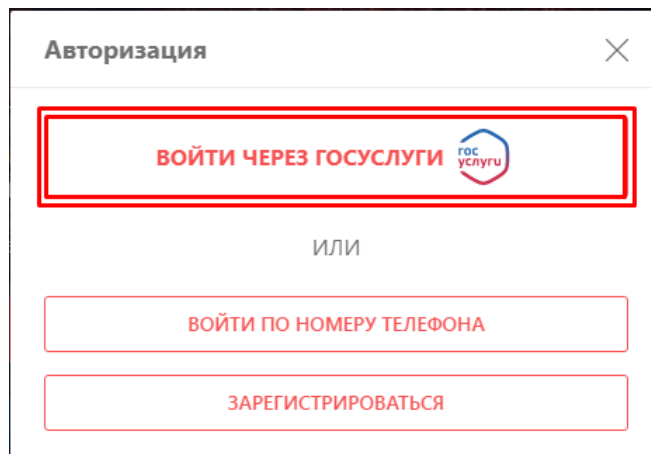 Авторизация
ВОЙТИ ЧЕРЕЗ ГОСУСЛУГИ
гос
услуги
ИЛИ
ВОЙТИ ПО НОМЕРУ ТЕЛЕФОНА
ЗАРЕГИСТРИРОВАТЬСЯ